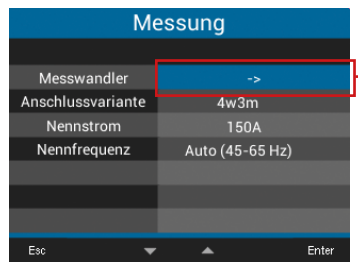 Messung
Messwandler ->
Anschlussvariante 4w3m
Nennstrom 150A
Nennfrequenz Auto (45-65 Hz)
Esc Enter